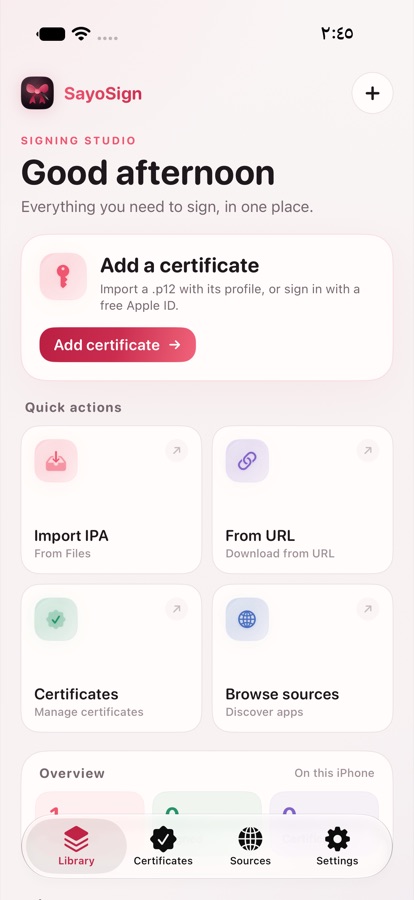 ٢:٤٥
SayoSign
SIGNING STUDIO
Good afternoon
Everything you need to sign, in one place.
Add a certificate
Import a .p12 with its profile, or sign in with a
free Apple ID.
Add certificate
Quick actions
Import IPA
From Files
From URL
Download from URL
Certificates
Manage certificates
Browse sources
Discover apps
Overview
On this iPhone
Library
Certificates
Sources
Settings